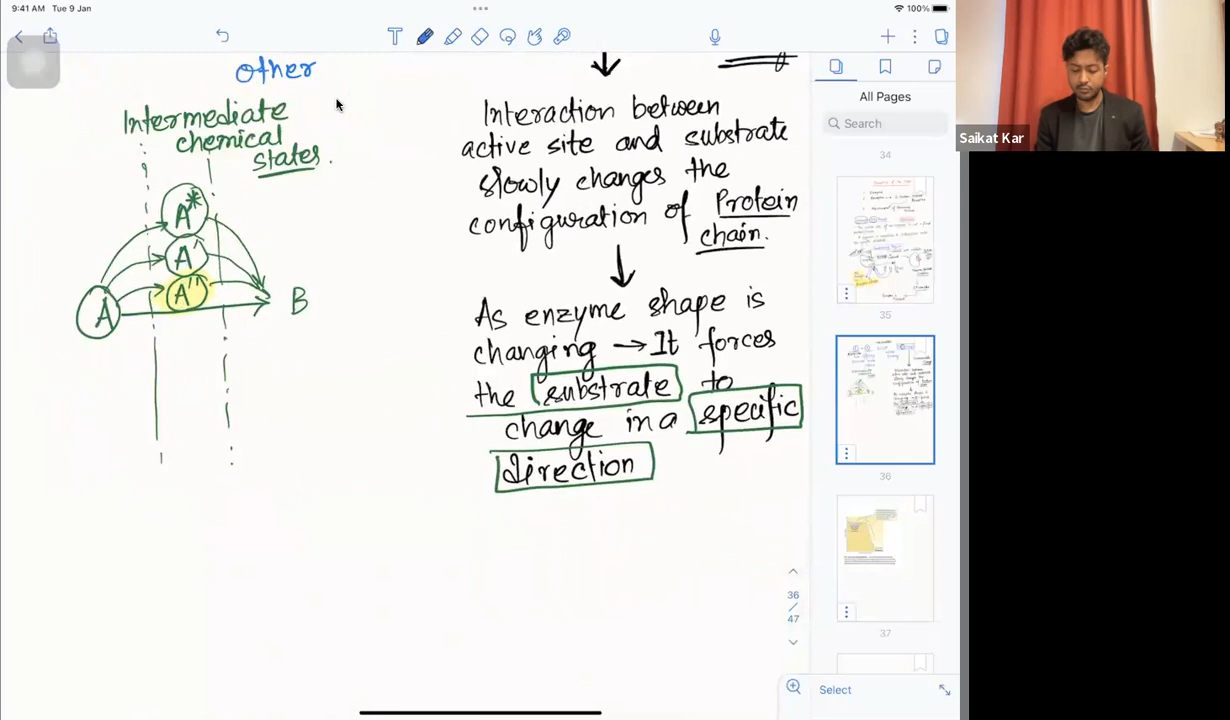 9:41 AM Tue 9 Jan
100%
T
Other
Intermediate
chemical
states.
A*
A'
A"
A
B
Interaction between
active site and substrate
slowly changes the
configuration of Protein
chain.
As enzyme shape is
changing → It forces
the substrate to
change in a specific
direction
36
/
47
All Pages
Search
34
35
36
37
Select
Saikat Kar